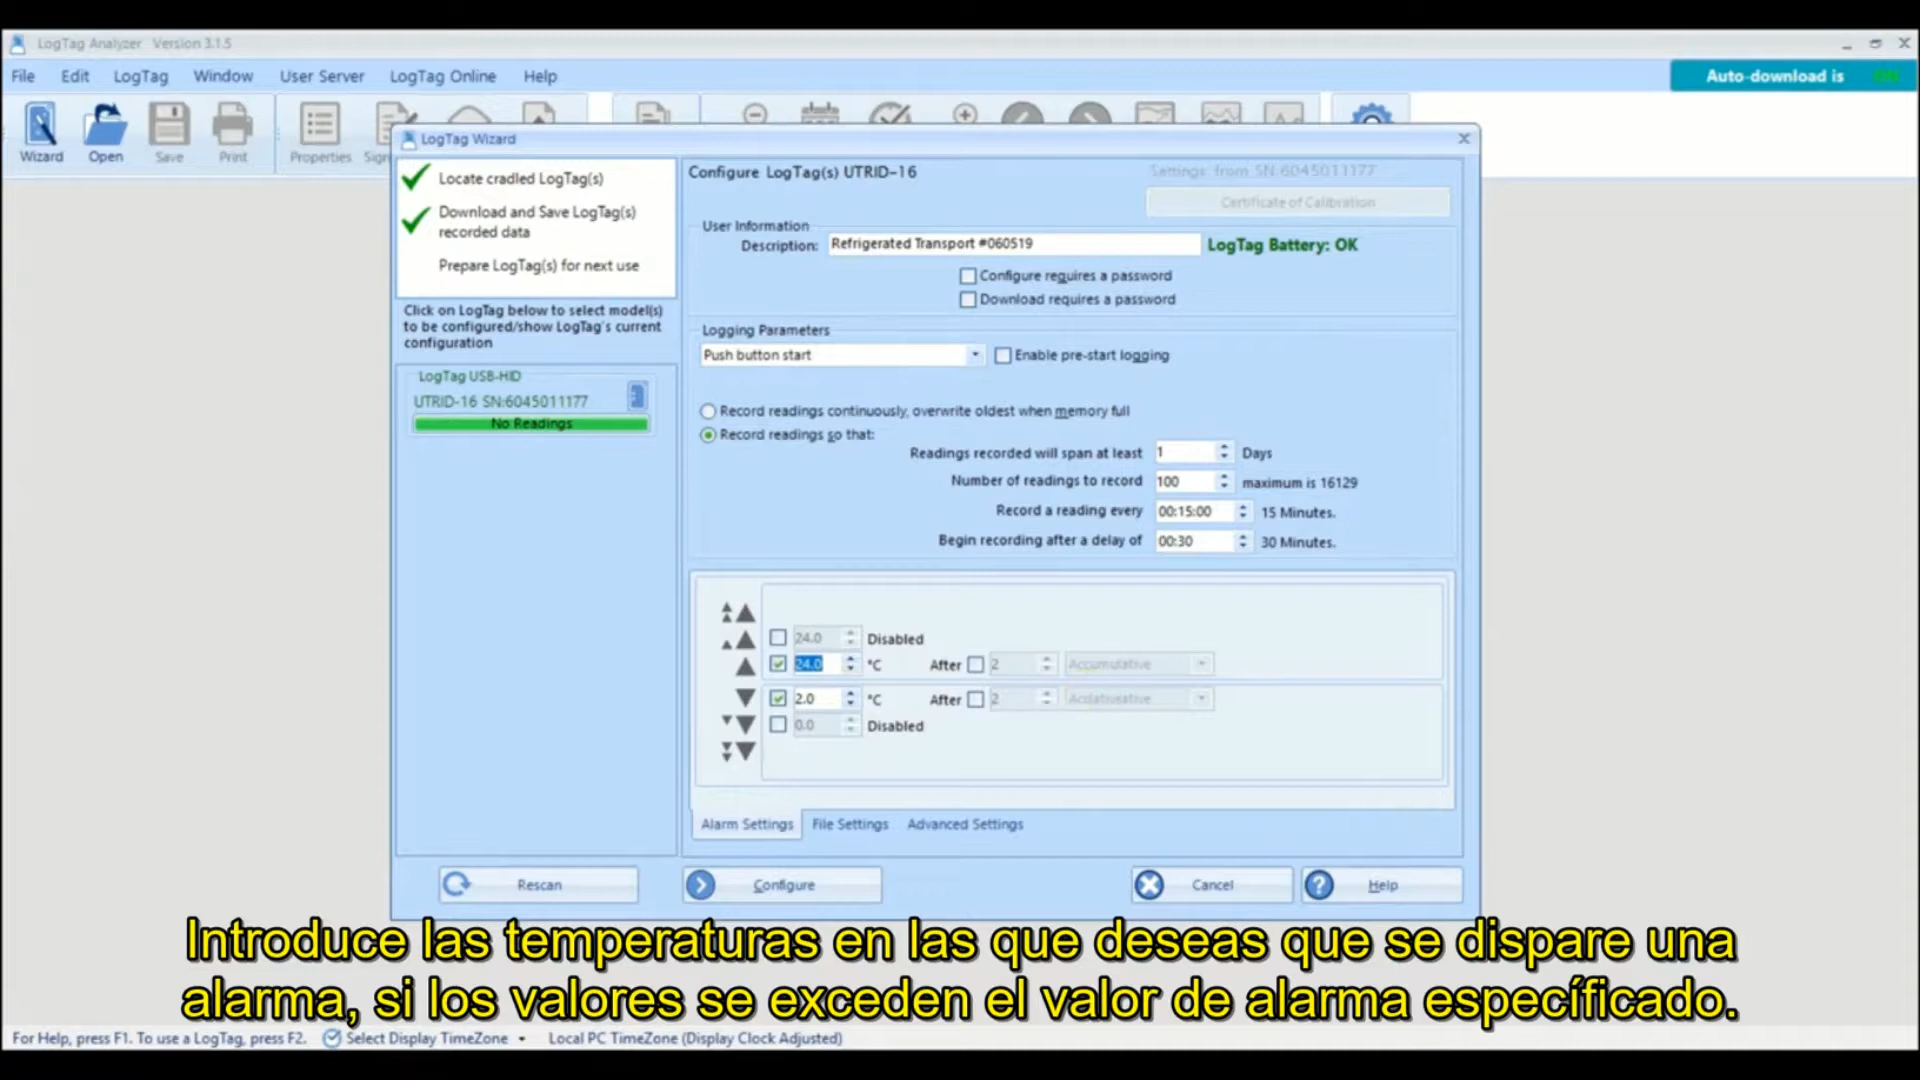 LogTag Analyzer Version 3.1.5
File Edit LogTag Window User Server LogTag Online Help
Auto-download is ON
Wizard Open Save Print Properties
LogTag Wizard
Locate cradled LogTag(s)
Download and Save LogTag(s)
recorded data
Prepare LogTag(s) for next use
Click on LogTag below to select model(s)
to be configured/show LogTag's current
configuration
LogTag USB-HID
UTRID-16 SN:6045011177
No Readings
Configure LogTag(s) UTRID-16
Settings from SN:6045011177
Certificate of Calibration
User Information
Description: Refrigerated Transport #060519 LogTag Battery: OK
Configure requires a password
Download requires a password
Logging Parameters
Push button start Enable pre-start logging
Record readings continuously, overwrite oldest when memory full
Record readings so that:
Readings recorded will span at least 1 Days
Number of readings to record 100 maximum is 16129
Record a reading every 00:15:00 15 Minutes.
Begin recording after a delay of 00:30 30 Minutes.
24.0 Disabled
24.0 °C After 2 Accumulative
2.0 °C After 2
0.0 Disabled
Alarm Settings File Settings Advanced Settings
Rescan Configure Cancel Help
Introduce las temperaturas en las que deseas que se dispare una
alarma, si los valores se exceden el valor de alarma específicado.
For Help, press F1. To use a LogTag, press F2. Select Display TimeZone Local PC TimeZone (Display Clock Adjusted)